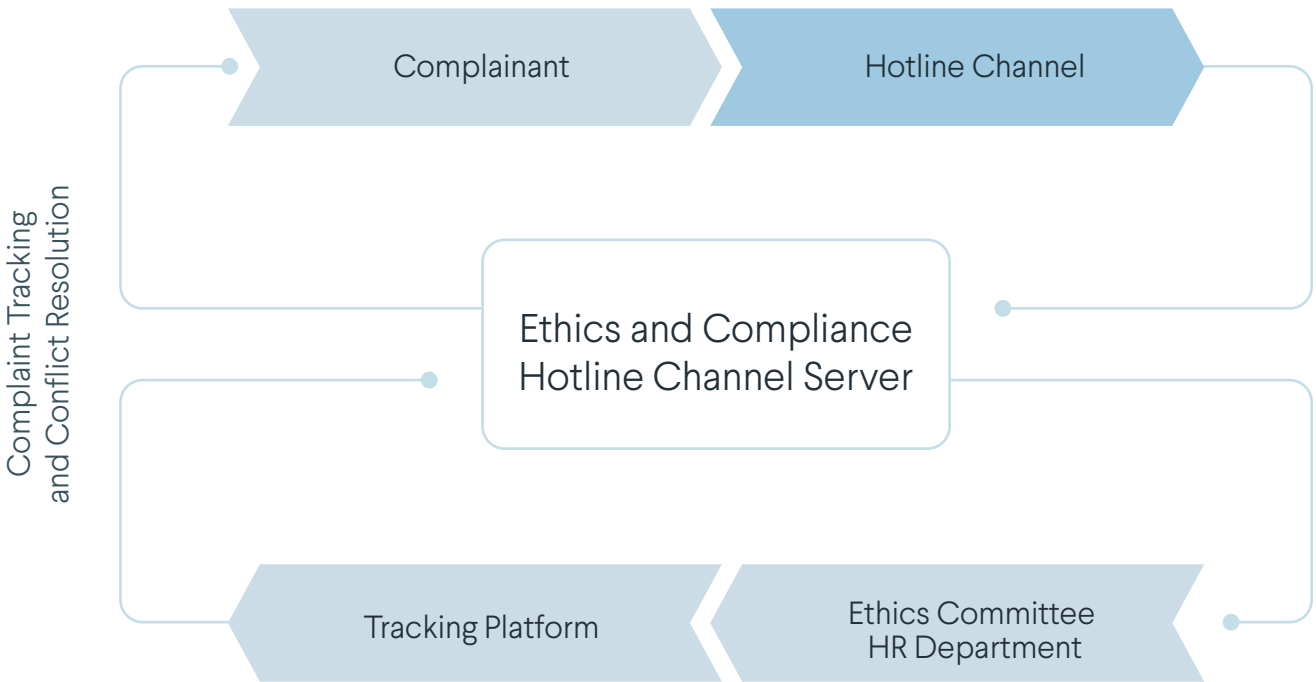 Complainant
Hotline Channel
Complaint Tracking
and Conflict Resolution
Ethics and Compliance
Hotline Channel Server
Tracking Platform
Ethics Committee
HR Department